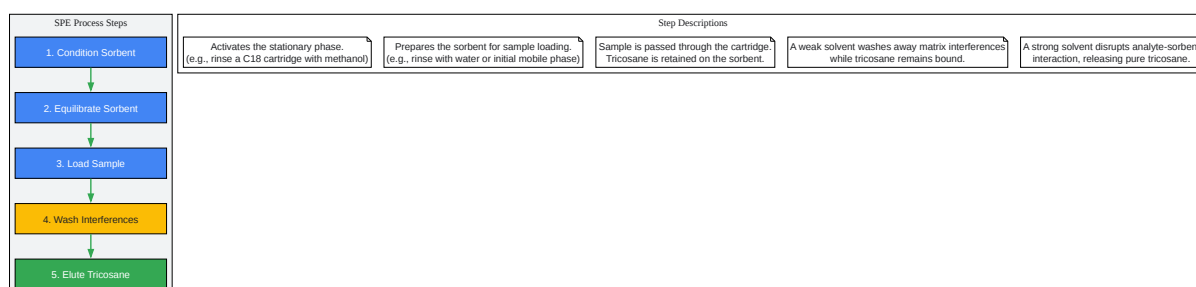 SPE Process Steps
1. Condition Sorbent
2. Equilibrate Sorbent
3. Load Sample
4. Wash Interferences
5. Elute Tricosane
Step Descriptions
Activates the stationary phase.
(e.g., rinse a C18 cartridge with methanol)
Prepares the sorbent for sample loading.
(e.g., rinse with water or initial mobile phase)
Sample is passed through the cartridge.
Tricosane is retained on the sorbent.
A weak solvent washes away matrix interferences
while tricosane remains bound.
A strong solvent disrupts analyte-sorben
interaction, releasing pure tricosane.